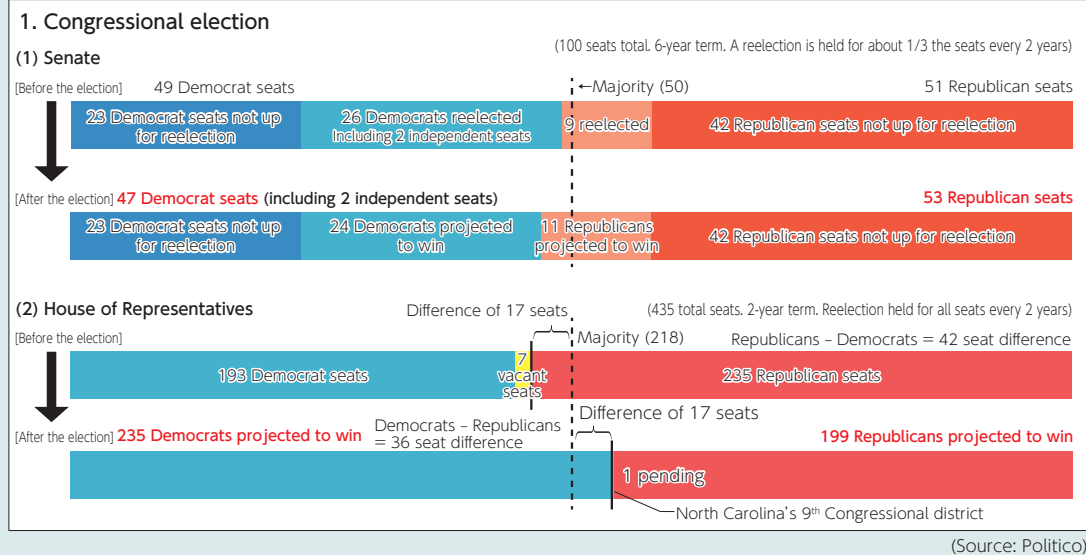 1. Congressional election
(1) Senate
(100 seats total. 6-year term. A reelection is held for about 1/3 the seats every 2 years)
[Before the election] 49 Democrat seats
←Majority (50)
51 Republican seats
23 Democrat seats not up
for reelection
26 Democrats reelected
Including 2 independent seats
9 reelected
42 Republican seats not up for reelection
[After the election] 47 Democrat seats (including 2 independent seats)
53 Republican seats
23 Democrat seats not up
for reelection
24 Democrats projected
to win
11 Republicans
projected to win
42 Republican seats not up for reelection
(2) House of Representatives
Difference of 17 seats
(435 total seats. 2-year term. Reelection held for all seats every 2 years)
[Before the election]
Majority (218)
Republicans – Democrats = 42 seat difference
193 Democrat seats
7
vacant
seats
235 Republican seats
[After the election] 235 Democrats projected to win
Democrats – Republicans
= 36 seat difference
Difference of 17 seats
199 Republicans projected to win
1 pending
North Carolina's 9th Congressional district
(Source: Politico)